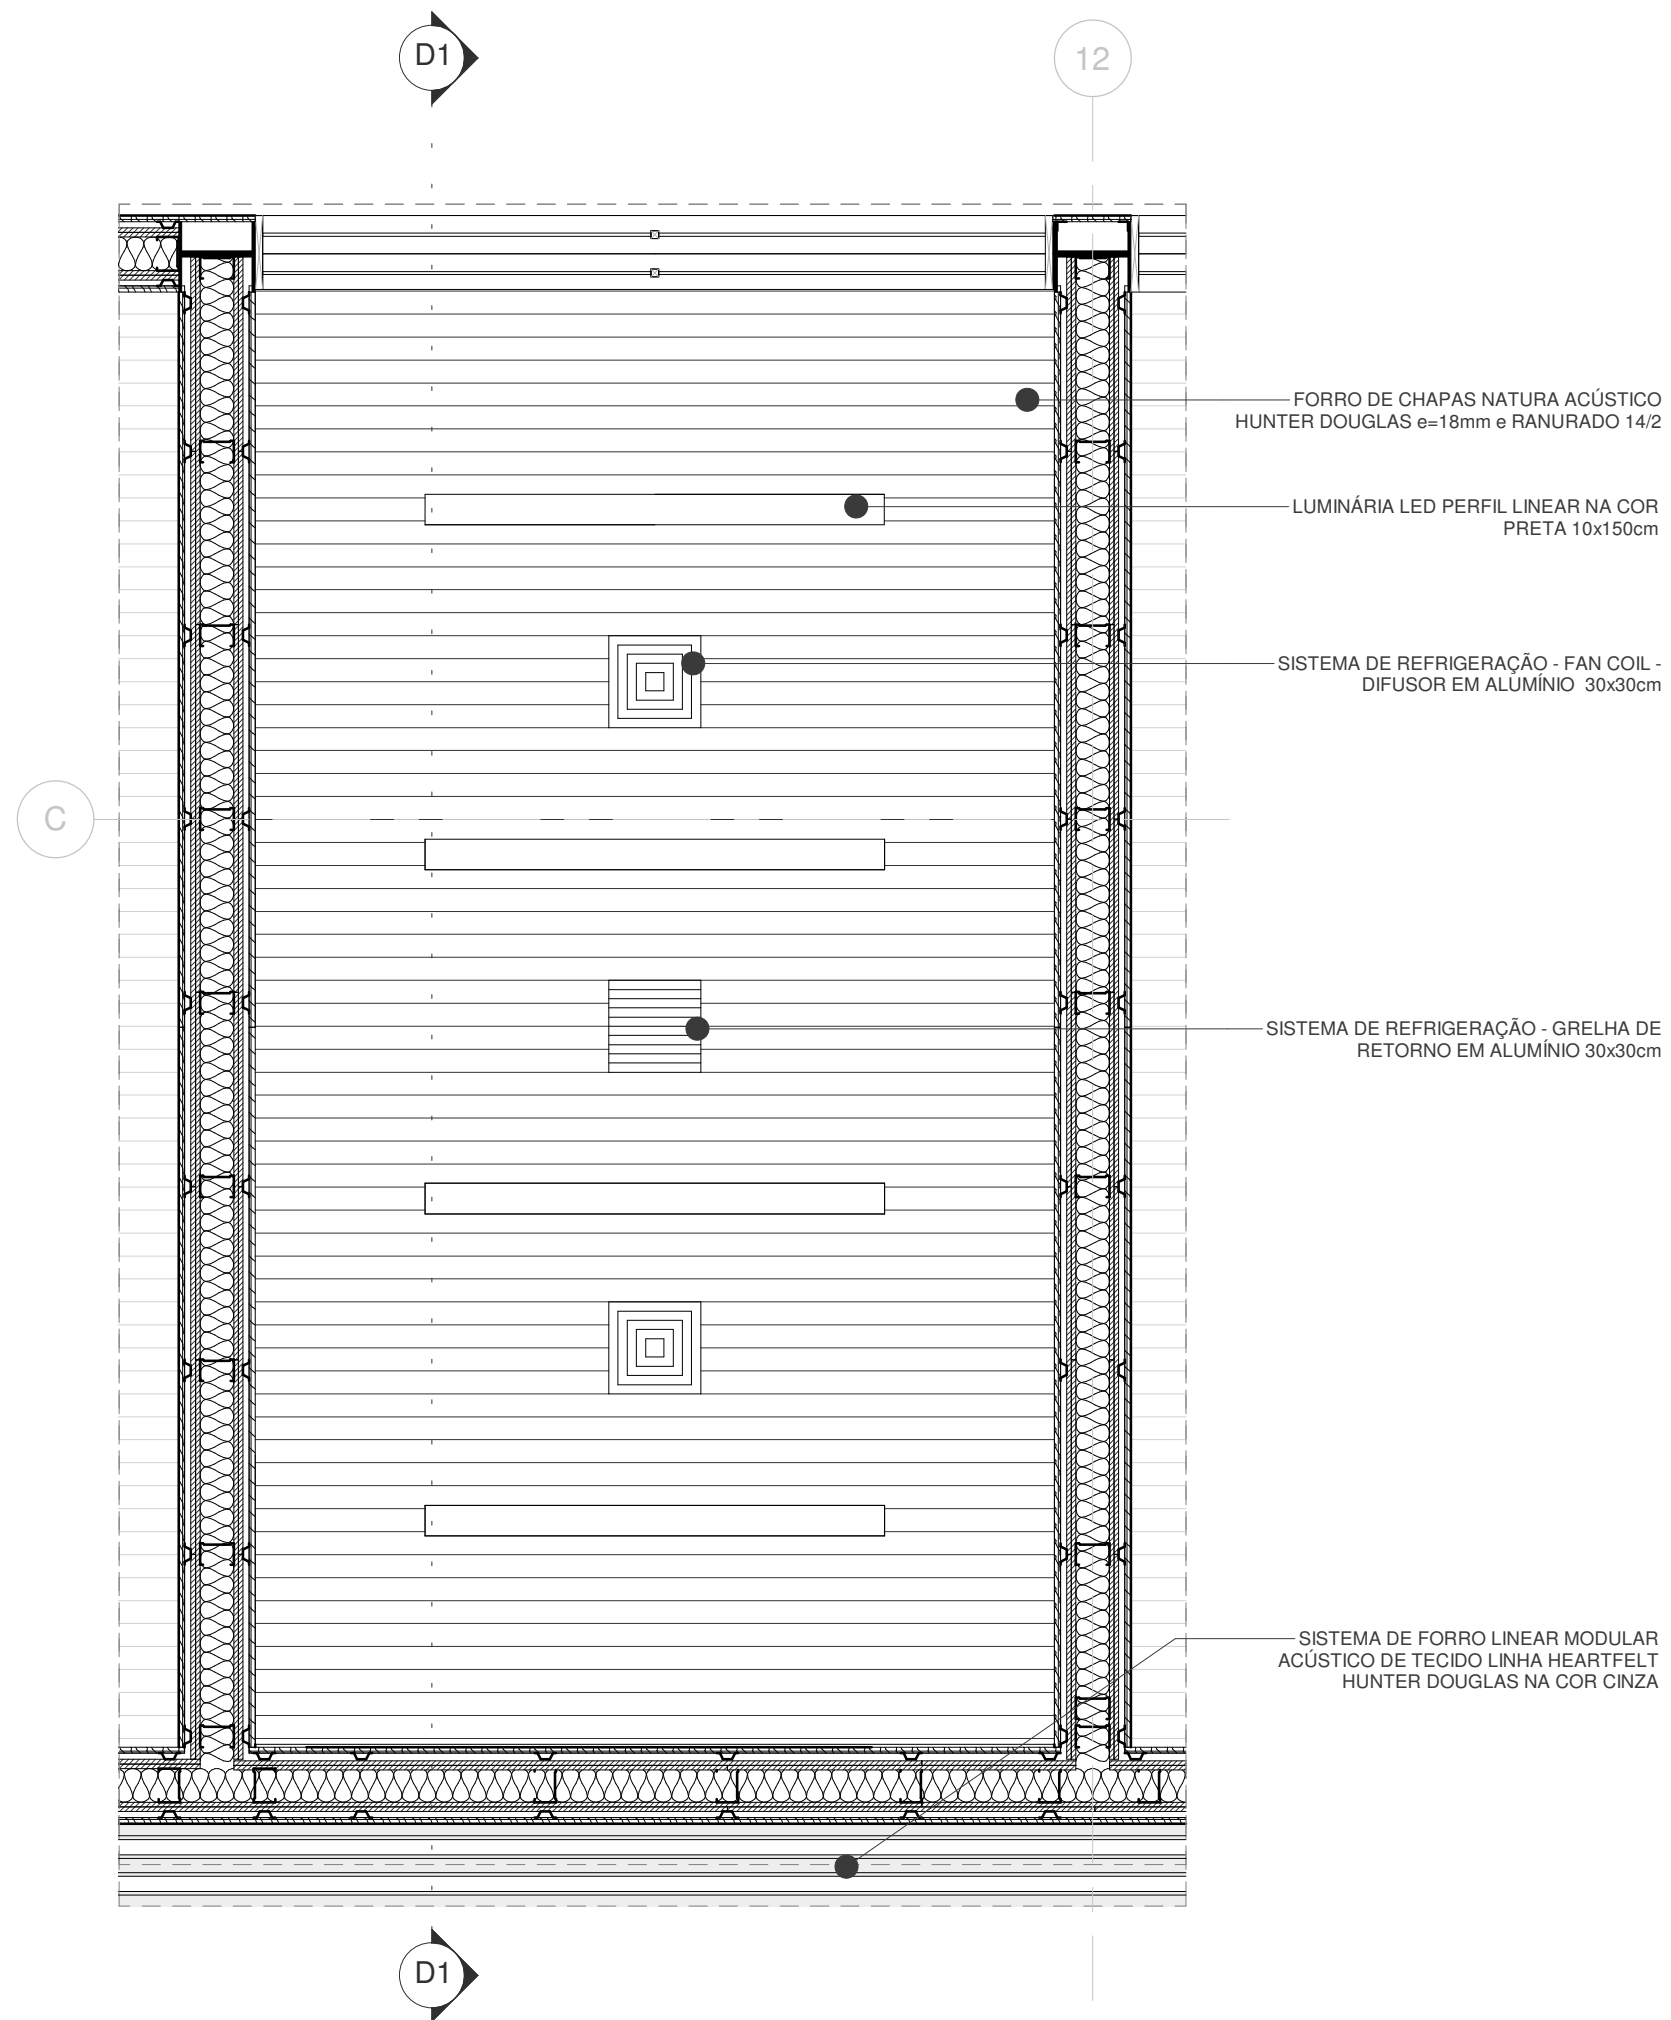 D1
12
FORRO DE CHAPAS NATURA ACÚSTICO
HUNTER DOUGLAS e=18mm e RANURADO 14/2
LUMINÁRIA LED PERFIL LINEAR NA COR
PRETA 10x150cm
SISTEMA DE REFRIGERAÇÃO - FAN COIL -
DIFUSOR EM ALUMÍNIO 30x30cm
C
SISTEMA DE REFRIGERAÇÃO - GRELHA DE
RETORNO EM ALUMÍNIO 30x30cm
SISTEMA DE FORRO LINEAR MODULAR
ACÚSTICO DE TECIDO LINHA HEARTFELT
HUNTER DOUGLAS NA COR CINZA
D1